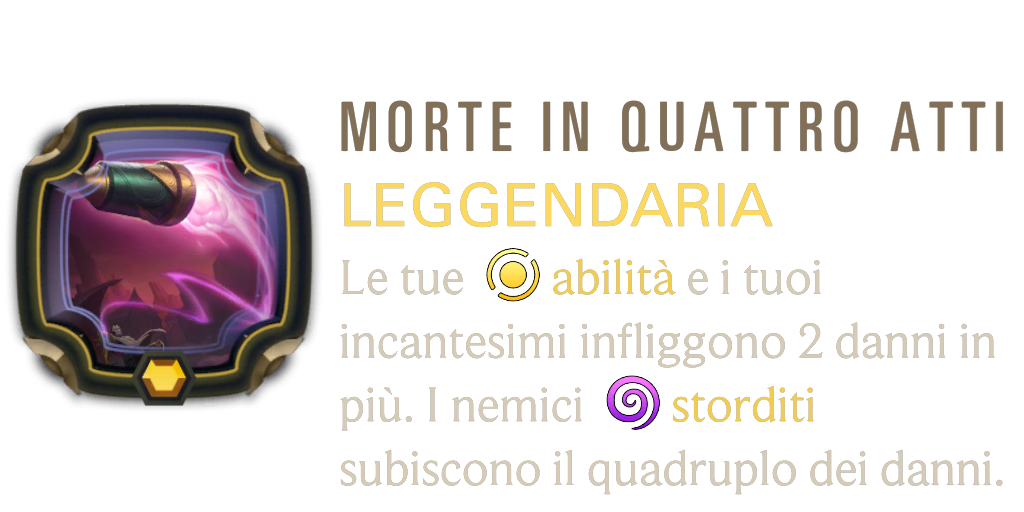 MORTE IN QUATTRO ATTI
LEGGENDARIA
Le tue abilità e i tuoi
incantesimi infliggono 2 danni in
più. I nemici storditi
subiscono il quadruplo dei danni.